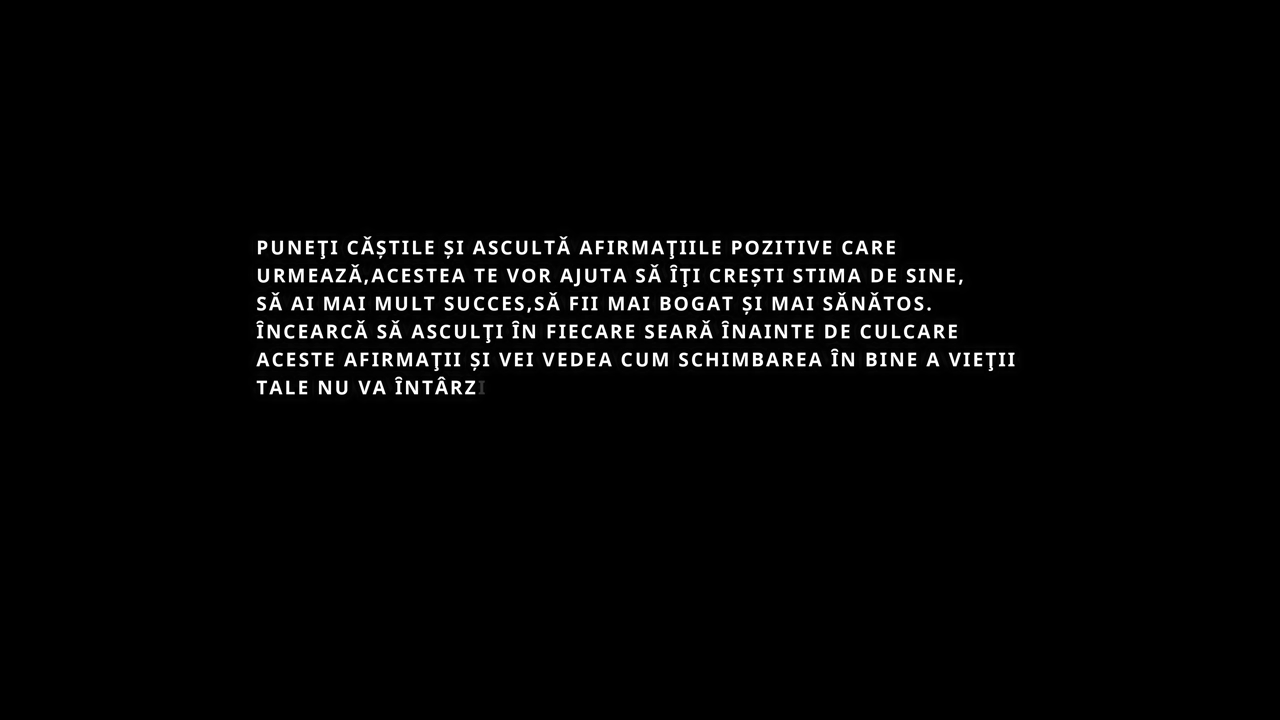 PUNEŢI CĂȘTILE ȘI ASCULTĂ AFIRMAŢIILE POZITIVE CARE
URMEAZĂ,ACESTEA TE VOR AJUTA SĂ ÎŢI CREȘTI STIMA DE SINE,
SĂ AI MAI MULT SUCCES,SĂ FII MAI BOGAT ȘI MAI SĂNĂTOS.
ÎNCEARCĂ SĂ ASCULŢI ÎN FIECARE SEARĂ ÎNAINTE DE CULCARE
ACESTE AFIRMAŢII ȘI VEI VEDEA CUM SCHIMBAREA ÎN BINE A VIEŢII
TALE NU VA ÎNTÂRZI